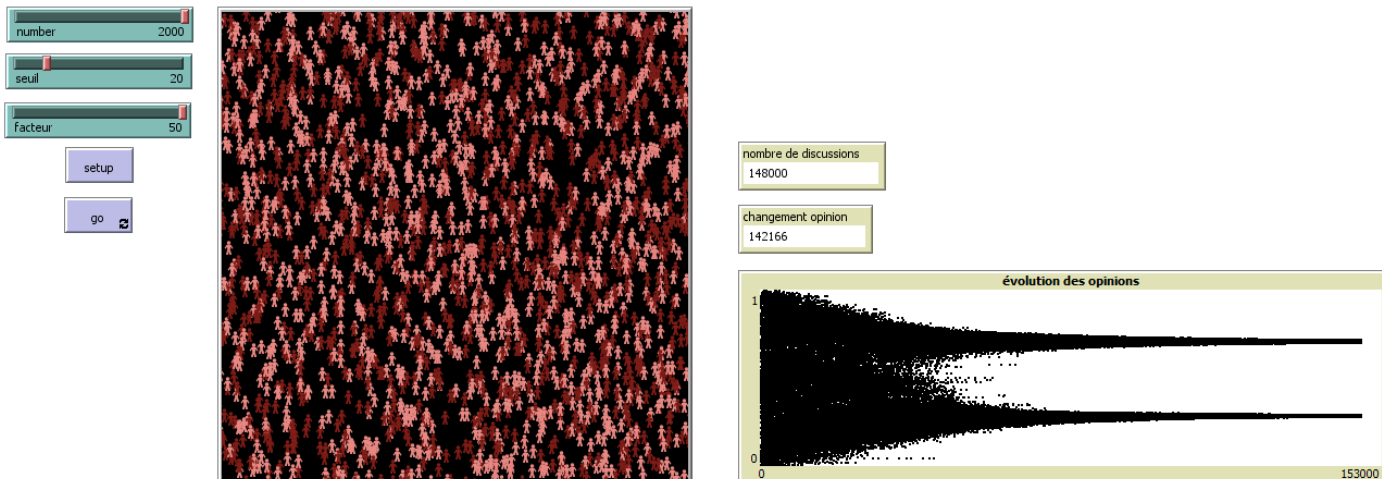 number 2000
seuil 20
facteur 50
setup
go
nombre de discussions
148000
changement opinion
142166
évolution des opinions
1
0
0 153000